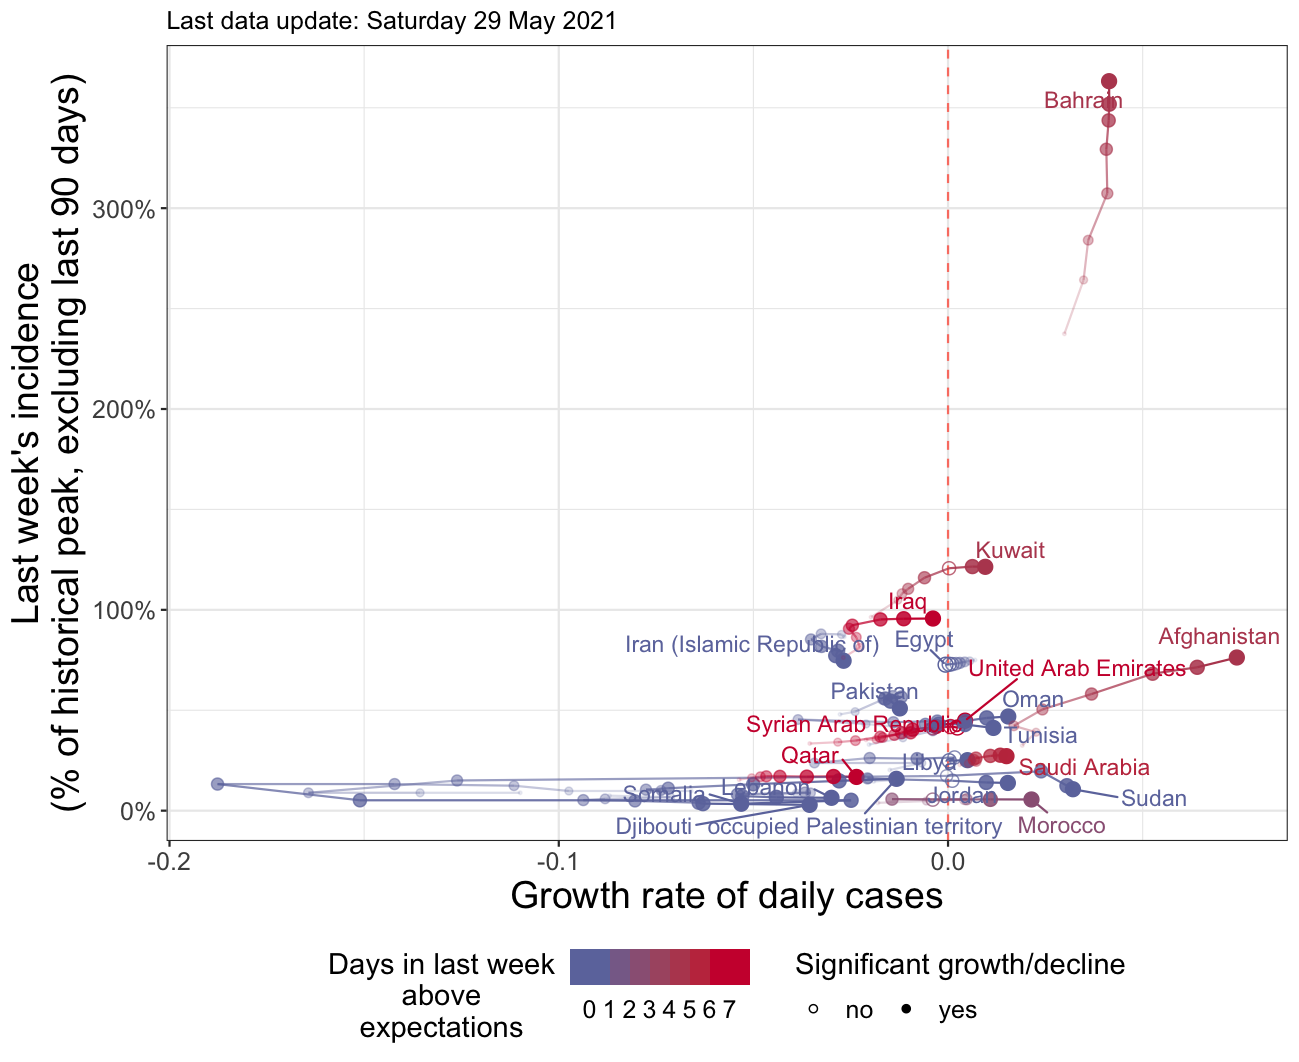 Last data update: Saturday 29 May 2021
Last week's incidence
(% of historical peak, excluding last 90 days)
300%
200%
100%
0%
Bahrain
Kuwait
Iraq
Afghanistan
Iran (Islamic Republic of)
Egypt
United Arab Emirates
Pakistan
Oman
Syrian Arab Republic
Tunisia
Qatar
Libya
Saudi Arabia
Somalia
Lebanon
Jordan
Sudan
Djibouti
occupied Palestinian territory
Morocco
-0.2
-0.1
0.0
Growth rate of daily cases
Days in last week
above
expectations
0 1 2 3 4 5 6 7
Significant growth/decline
no
yes